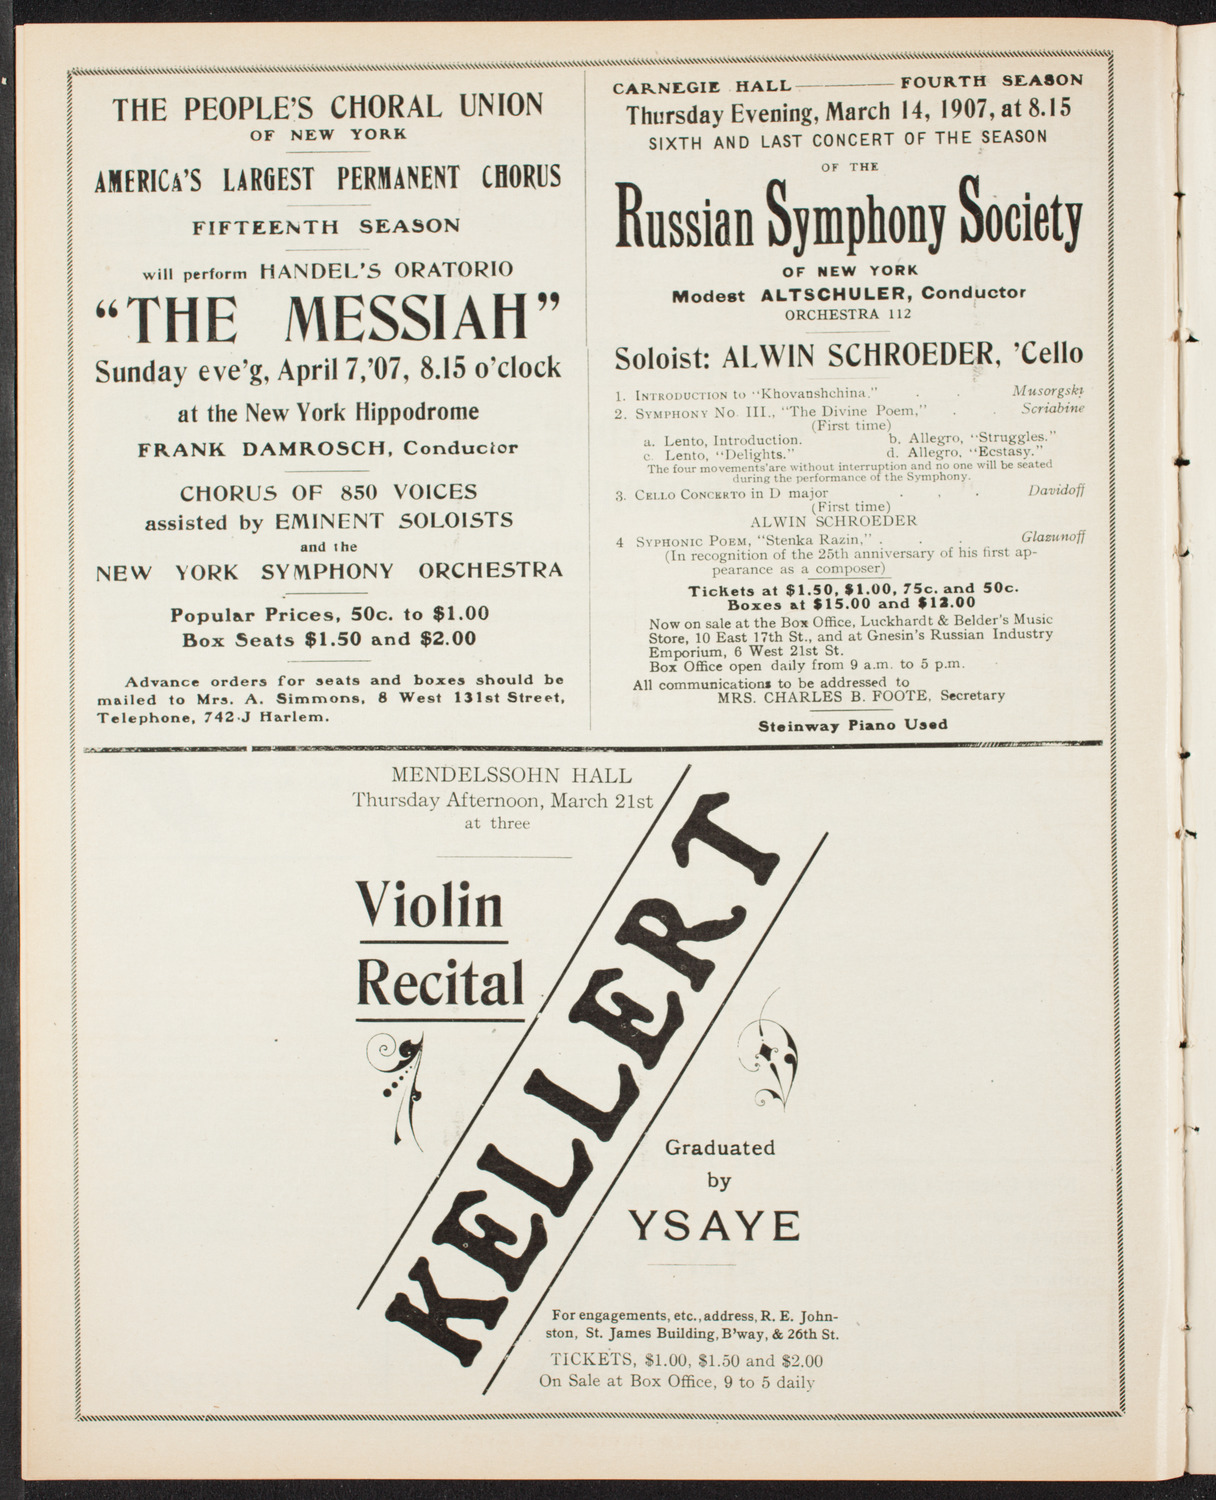 THE PEOPLE'S CHORAL UNION
OF NEW YORK
AMERICA'S LARGEST PERMANENT CHORUS
FIFTEENTH SEASON
will perform HANDEL'S ORATORIO
“THE MESSIAH”
Sunday eve'g, April 7,'07, 8.15 o'clock
at the New York Hippodrome
FRANK DAMROSCH, Conductor
CHORUS OF 850 VOICES
assisted by EMINENT SOLOISTS
and the
NEW YORK SYMPHONY ORCHESTRA
Popular Prices, 50c. to $1.00
Box Seats $1.50 and $2.00
Advance orders for seats and boxes should be
mailed to Mrs. A. Simmons, 8 West 131st Street,
Telephone, 742-J Harlem.
CARNEGIE HALL FOURTH SEASON
Thursday Evening, March 14, 1907, at 8.15
SIXTH AND LAST CONCERT OF THE SEASON
OF THE
Russian Symphony Society
OF NEW YORK
Modest ALTSCHULER, Conductor
ORCHESTRA 112
Soloist: ALWIN SCHROEDER, 'Cello
1. INTRODUCTION to “Khovanshchina.” . . Musorgski
2. SYMPHONY No. III., “The Divine Poem,” . . Scriabine
(First time)
a. Lento, Introduction. b. Allegro, “Struggles.”
c. Lento, “Delights.” d. Allegro, “Ecstasy.”
The four movements'are without interruption and no one will be seated
during the performance of the Symphony.
3. CELLO CONCERTO in D major . . . Davidoff
(First time)
ALWIN SCHROEDER
4 SYPHONIC POEM, “Stenka Razin,” . . . Glazunoff
(In recognition of the 25th anniversary of his first ap-
pearance as a composer)
Tickets at $1.50, $1.00, 75c. and 50c.
Boxes at $15.00 and $12.00
Now on sale at the Box Office, Luckhardt & Belder's Music
Store, 10 East 17th St., and at Gnesin's Russian Industry
Emporium, 6 West 21st St.
Box Office open daily from 9 a.m. to 5 p.m.
All communications to be addressed to
MRS. CHARLES B. FOOTE, Secretary
Steinway Piano Used
MENDELSSOHN HALL
Thursday Afternoon, March 21st
at three
Violin
Recital
KELLERT
Graduated
by
YSAYE
For engagements, etc., address, R. E. John-
ston, St. James Building, B'way, & 26th St.
TICKETS, $1.00, $1.50 and $2.00
On Sale at Box Office, 9 to 5 daily